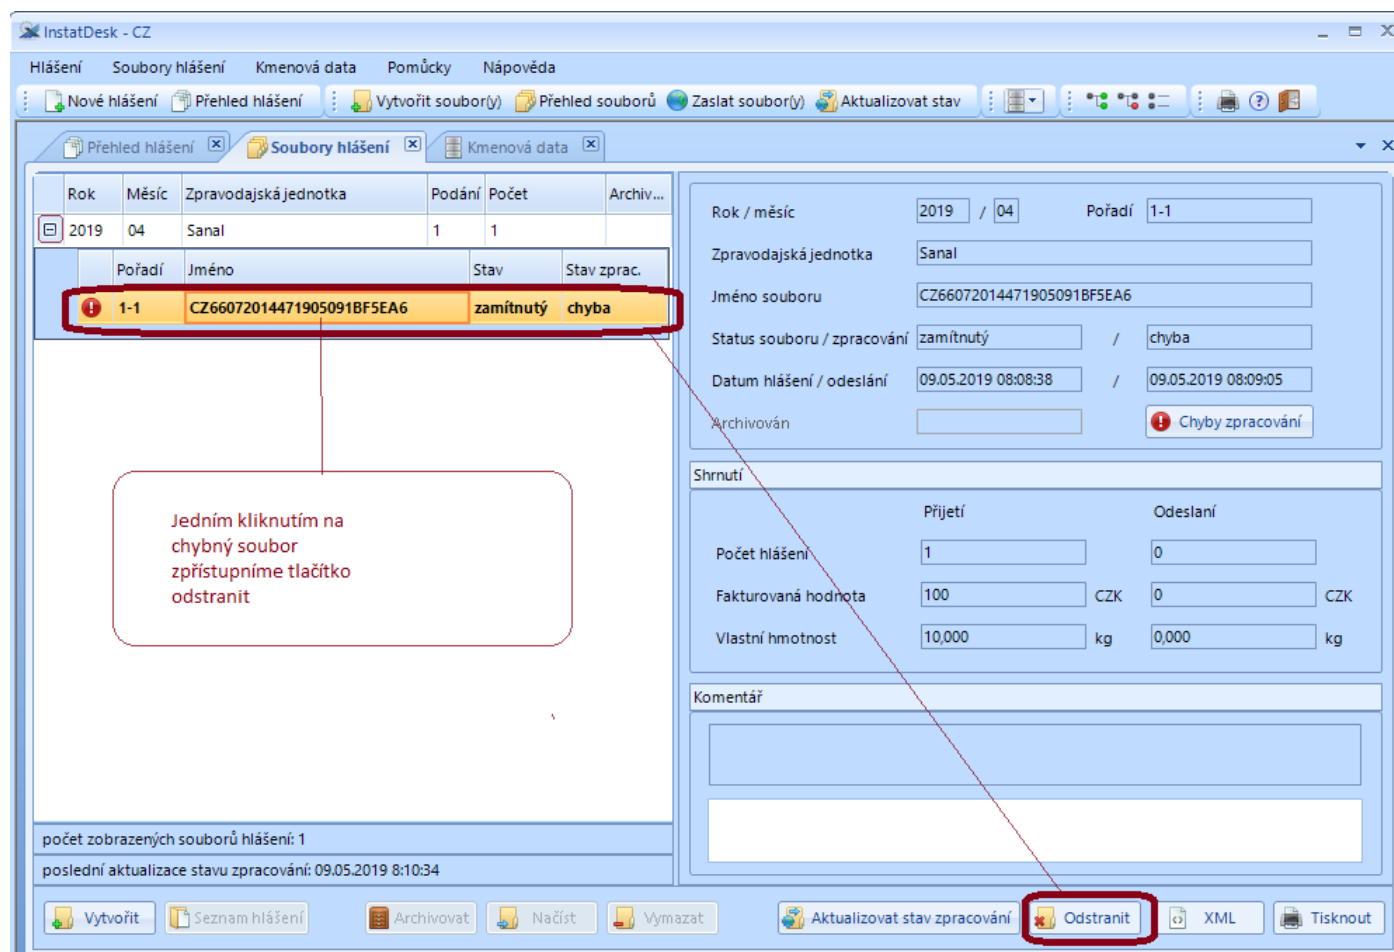 InstatDesk - CZ
Hlášení Soubory hlášení Kmenová data Pomůcky Nápověda
Nové hlášení Přehled hlášení Vytvořit soubor(y) Přehled souborů Zaslat soubor(y) Aktualizovat stav
Přehled hlášení Soubory hlášení Kmenová data
Rok Měsíc Zpravodajská jednotka Podání Počet Archiv...
2019 04 Sanal 1 1
Pořadí Jméno Stav Stav zprac.
1-1 CZ66072014471905091BF5EA6 zamítnutý chyba
Jedním kliknutím na
chybný soubor
zpřístupníme tlačítko
odstranit
počet zobrazených souborů hlášení: 1
poslední aktualizace stavu zpracování: 09.05.2019 8:10:34
Rok / měsíc 2019 / 04 Pořadí 1-1
Zpravodajská jednotka Sanal
Jméno souboru CZ66072014471905091BF5EA6
Status souboru / zpracování zamítnutý / chyba
Datum hlášení / odeslání 09.05.2019 08:08:38 / 09.05.2019 08:09:05
Archivován Chyby zpracování
Shrnutí
Přijetí Odeslaní
Počet hlášení 1 0
Fakturovaná hodnota 100 CZK 0 CZK
Vlastní hmotnost 10,000 kg 0,000 kg
Komentář
Vytvořit Seznam hlášení Archivovat Načíst Vymazat Aktualizovat stav zpracování Odstranit XML Tisknout